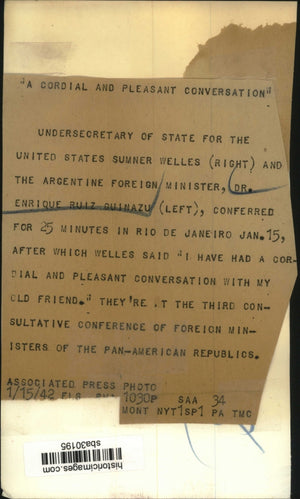 "A CORDIAL AND PLEASANT CONVERSATION"
UNDERSECRETARY OF STATE FOR THE
UNITED STATES SUMNER WELLES (RIGHT) AND
THE ARGENTINE FOREIGN MINISTER, DR.
ENRIQUE RUIZ GUINAZU (LEFT), CONFERRED
FOR 25 MINUTES IN RIO DE JANEIRO JAN. 15,
AFTER WHICH WELLES SAID "I HAVE HAD A COR-
DIAL AND PLEASANT CONVERSATION WITH MY
OLD FRIEND." THEY'RE .T THE THIRD CON-
SULTATIVE CONFERENCE OF FOREIGN MIN-
ISTERS OF THE PAN-AMERICAN REPUBLICS.
ASSOCIATED PRESS PHOTO
1/15/42 1030P SAA 34
MONT NYT1SP1 PA TMC
historicimages.com
sba30195